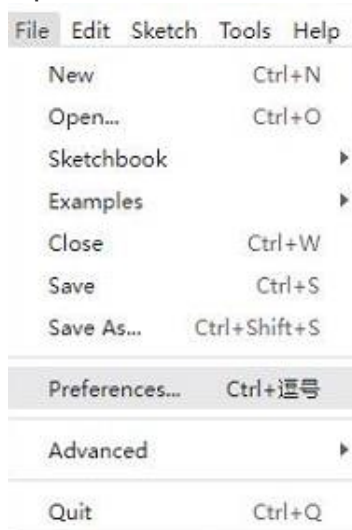 File Edit Sketch Tools Help
New Ctrl+N
Open... Ctrl+O
Sketchbook
Examples
Close Ctrl+W
Save Ctrl+S
Save As... Ctrl+Shift+S
Preferences... Ctrl+逗号
Advanced
Quit Ctrl+Q